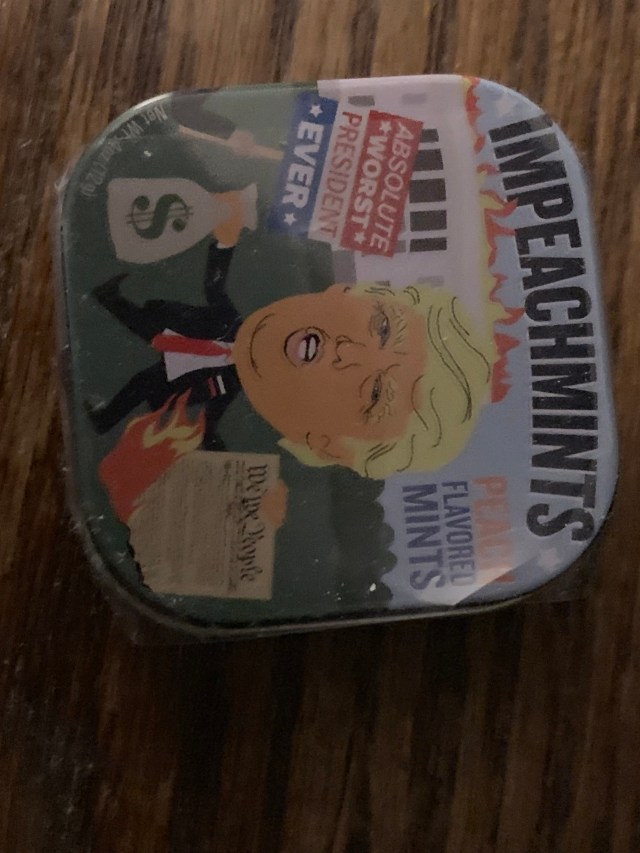 IMPEACHMINTS
PEACH
FLAVORED
MINTS
ABSOLUTE
★WORST★
PRESIDENT
★ EVER ★
$
We the People